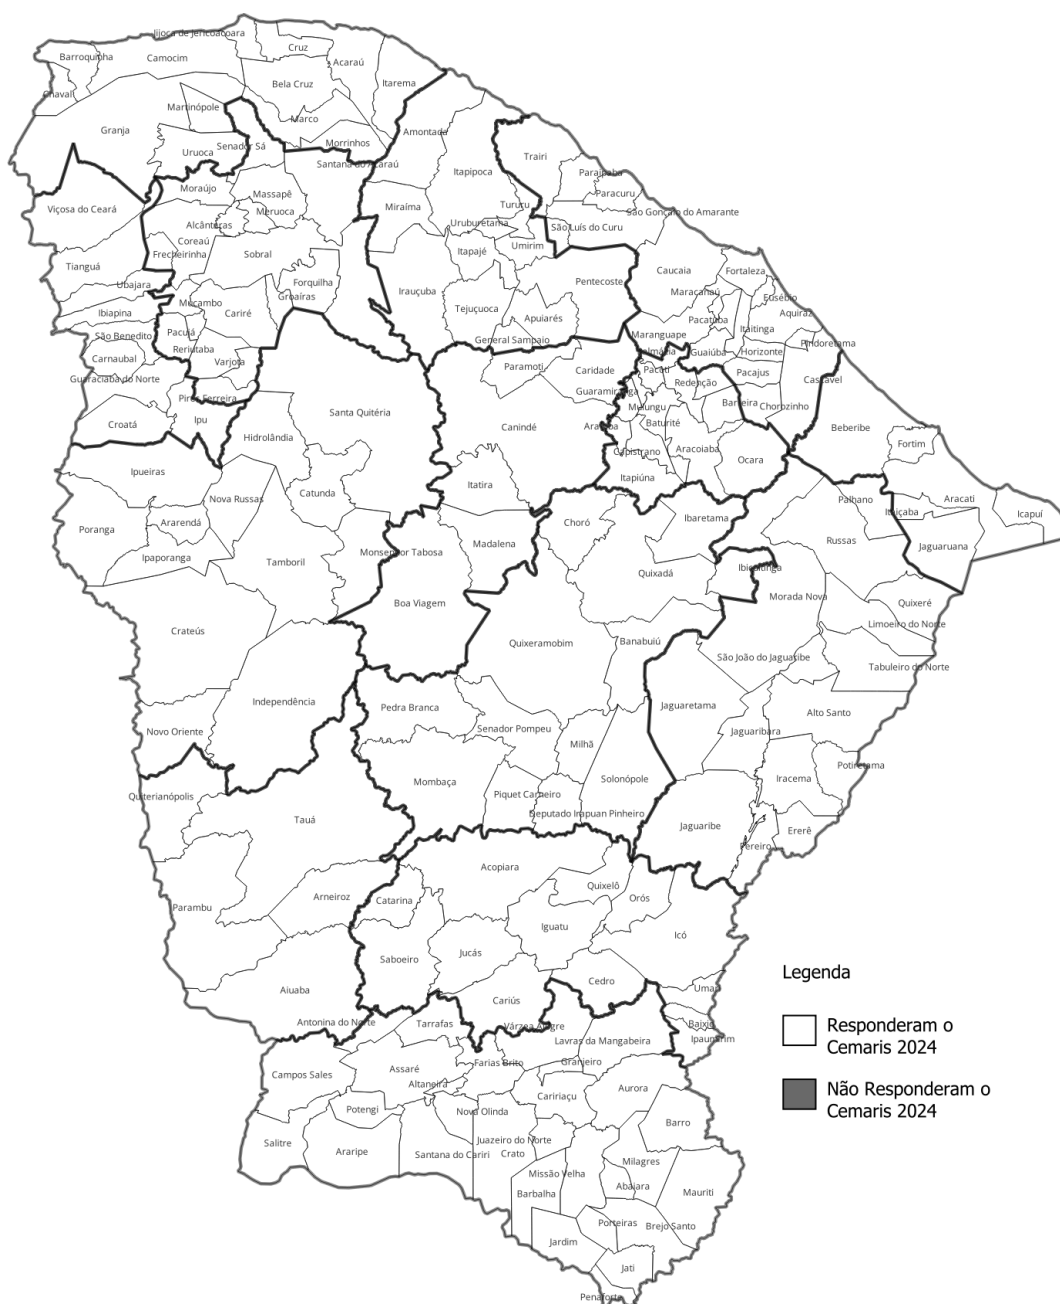 Jijoca de Jericoacoara
Cruz
Barroquinha
Camocim
Acaraú
Itarema
Bela Cruz
Chaval
Martinópole
Marco
Granja
Amontada
Morrinhos
Senador Sá
Uruoca
Trairi
Santana do Acaraú
Itapipoca
Paraipaba
Moraújo
Massapê
Paracuru
Viçosa do Ceará
Meruoca
Miraíma
Tururu
São Gonçalo do Amarante
Alcântaras
Uruburetama
São Luís do Curu
Coreaú
Umirim
Frecheirinha
Sobral
Itapajé
Tianguá
Caucaia
Fortaleza
Ubajara
Forquilha
Pentecoste
Groaíras
Irauçuba
Maracanaú
Eusébio
Mucambo
Ibiapina
Cariré
Tejuçuoca
Apuiarés
Pacatuba
Aquiraz
Itaitinga
Pacujá
São Benedito
Maranguape
General Sampaio
Pindoretama
Reriutaba
Palmácia
Guaiúba
Horizonte
Carnaubal
Varjota
Paramoti
Caridade
Pacoti
Pacajus
Guaraciaba do Norte
Redenção
Cascavel
Guaramiranga
Pires Ferreira
Barreira
Chorozinho
Mulungu
Santa Quitéria
Ipu
Croatá
Canindé
Aratuba
Baturité
Beberibe
Hidrolândia
Fortim
Capistrano
Aracoiaba
Ocara
Ipueiras
Itapiúna
Itatira
Catunda
Nova Russas
Palhano
Aracati
Itaiçaba
Icapuí
Poranga
Ararendá
Choró
Ibaretama
Russas
Madalena
Jaguaruana
Monsenhor Tabosa
Ipaporanga
Tamboril
Ibicuitinga
Quixadá
Morada Nova
Boa Viagem
Quixeré
Limoeiro do Norte
Crateús
Quixeramobim
Banabuiú
São João do Jaguaribe
Tabuleiro do Norte
Independência
Pedra Branca
Jaguaretama
Alto Santo
Novo Oriente
Senador Pompeu
Jaguaribara
Milhã
Potiretama
Mombaça
Solonópole
Iracema
Quiterianópolis
Piquet Carneiro
Deputado Irapuan Pinheiro
Tauá
Jaguaribe
Ererê
Pereiro
Acopiara
Quixelô
Arneiroz
Catarina
Orós
Parambu
Iguatu
Icó
Jucás
Saboeiro
Legenda
Cedro
Aiuaba
Umari
Cariús
Antonina do Norte
Tarrafas
Várzea Alegre
Baixio
Responderam o
Cemaris 2024
Lavras da Mangabeira
Ipaumirim
Farias Brito
Granjeiro
Assaré
Campos Sales
Altaneira
Aurora
Não Responderam o
Cemaris 2024
Caririaçu
Potengi
Nova Olinda
Barro
Salitre
Juazeiro do Norte
Araripe
Santana do Cariri
Crato
Milagres
Missão Velha
Abaiara
Barbalha
Mauriti
Porteiras
Brejo Santo
Jardim
Jati
Penaforte